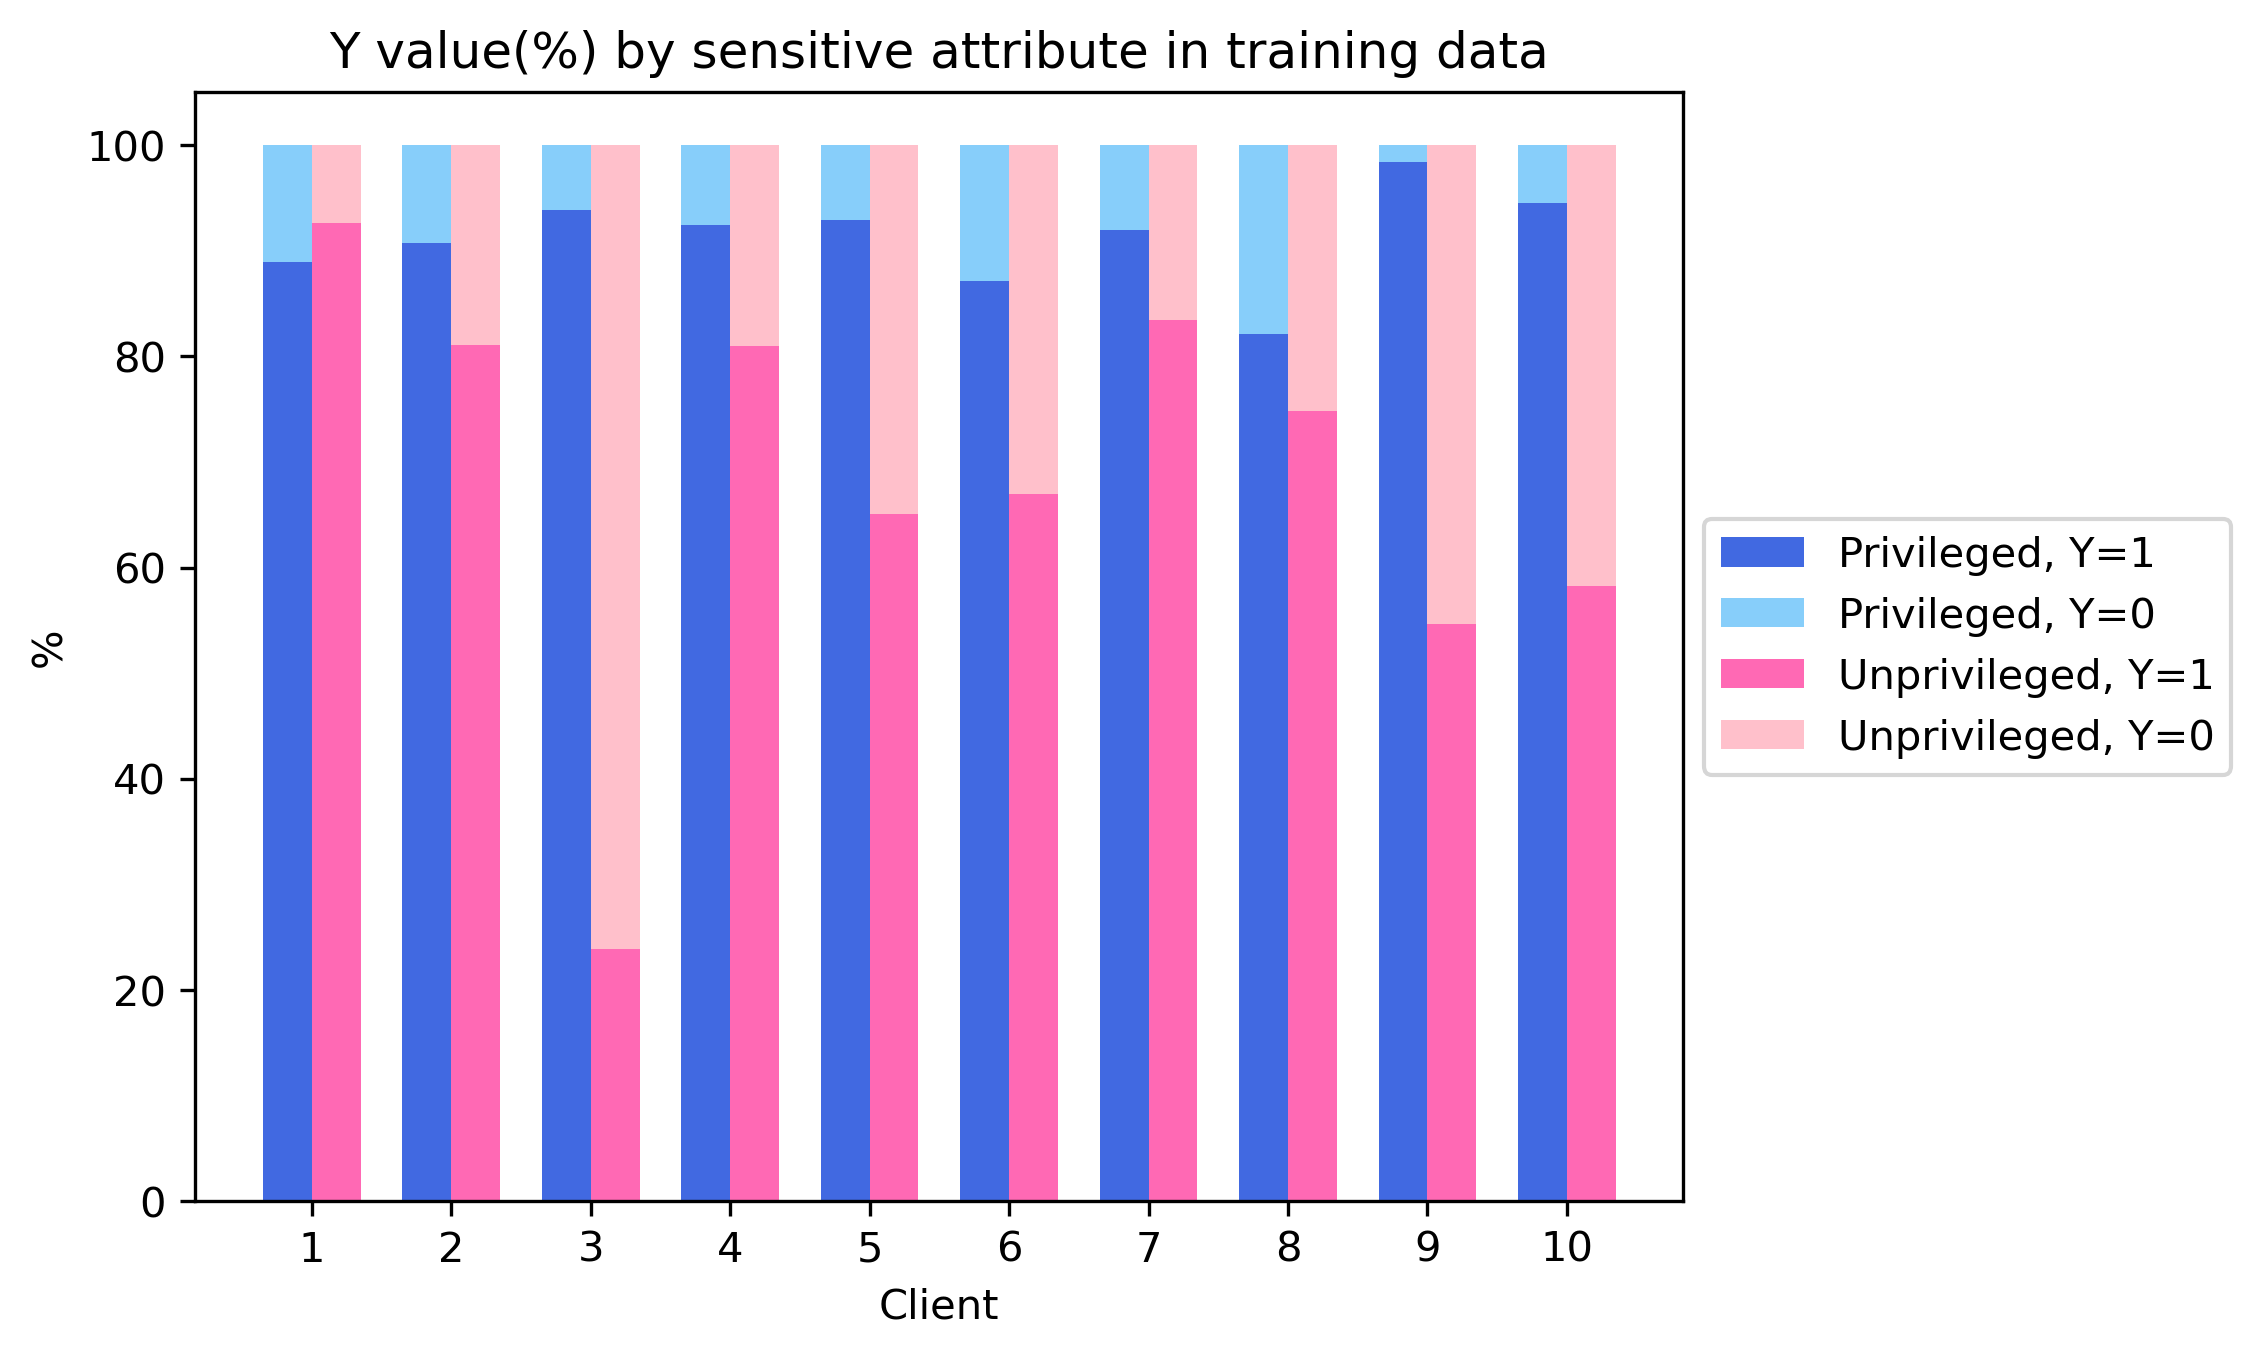 Y value(%) by sensitive attribute in training data
100
80
60
40
20
0
%
1 2 3 4 5 6 7 8 9 10
Client
Privileged, Y=1
Privileged, Y=0
Unprivileged, Y=1
Unprivileged, Y=0